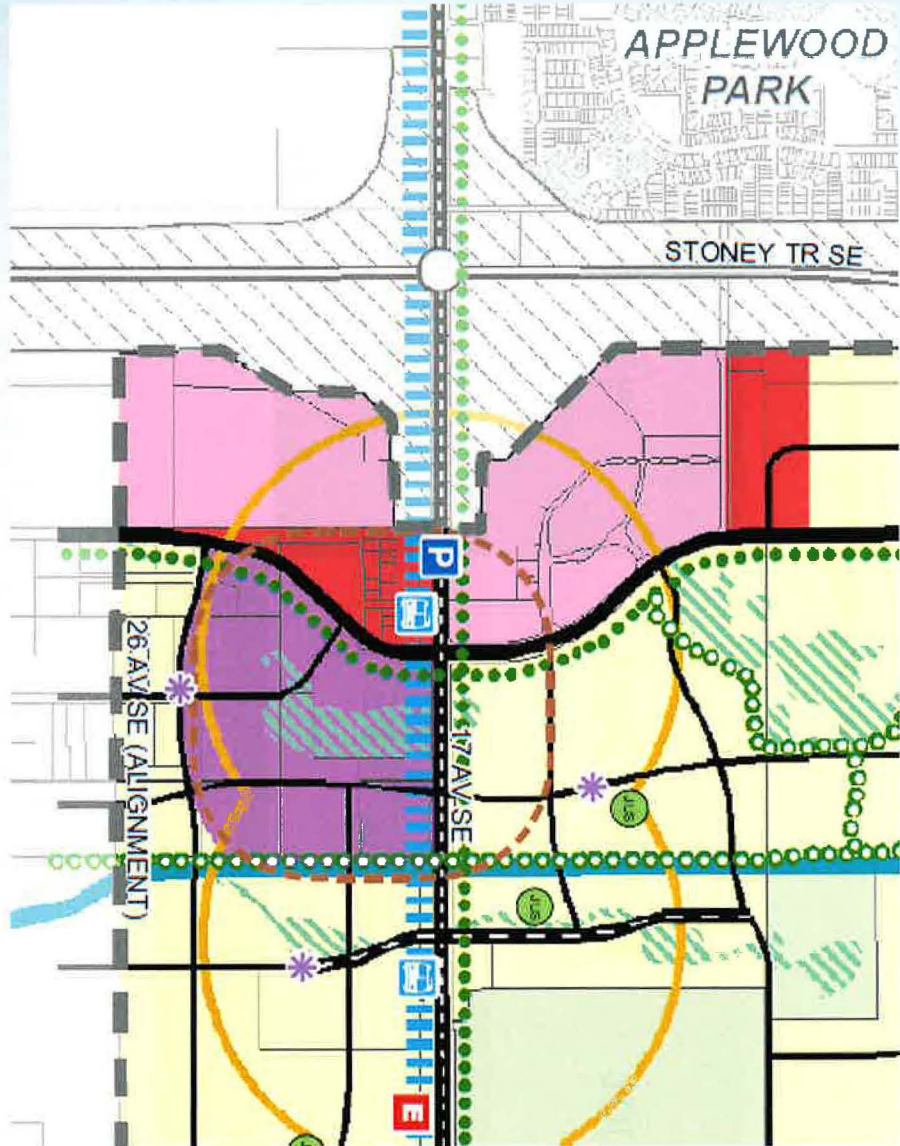 APPLEWOOD
PARK
STONEY TR SE
P
26 AV SE (ALIGNMENT)
17 AV SE
JUS
JUS
E